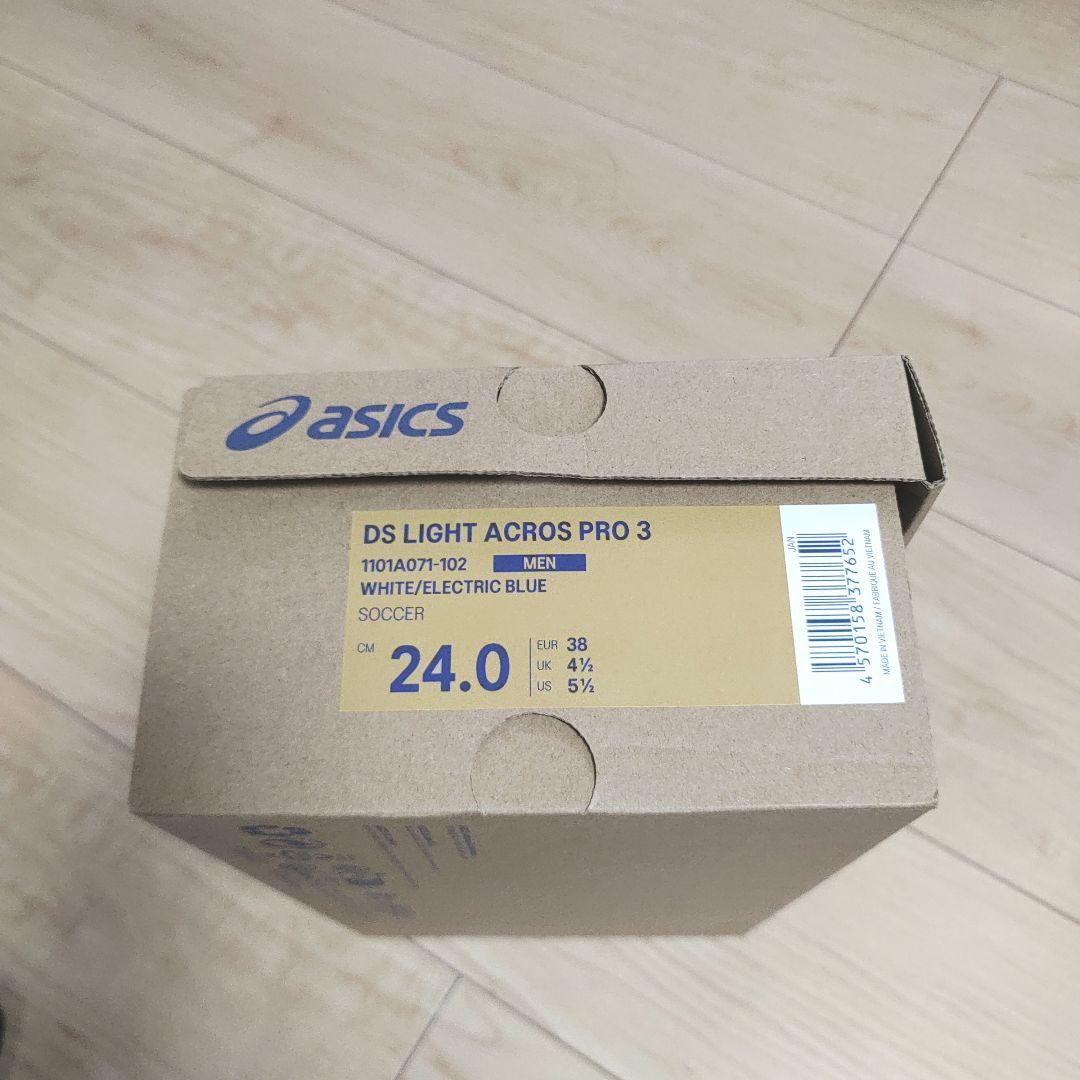 asics
DS LIGHT ACROS PRO 3
1101A071-102 MEN
WHITE/ELECTRIC BLUE
SOCCER
CM 24.0
EUR 38
UK 4½
US 5½
JAN
4 570158 377652
MADE IN VIETNAM / FABRIQUE AU VIETNAM